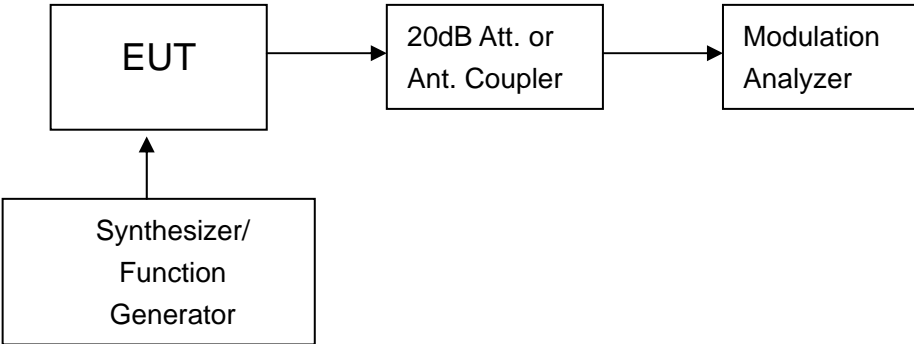 EUT
20dB Att. or
Ant. Coupler
Modulation
Analyzer
Synthesizer/
Function
Generator